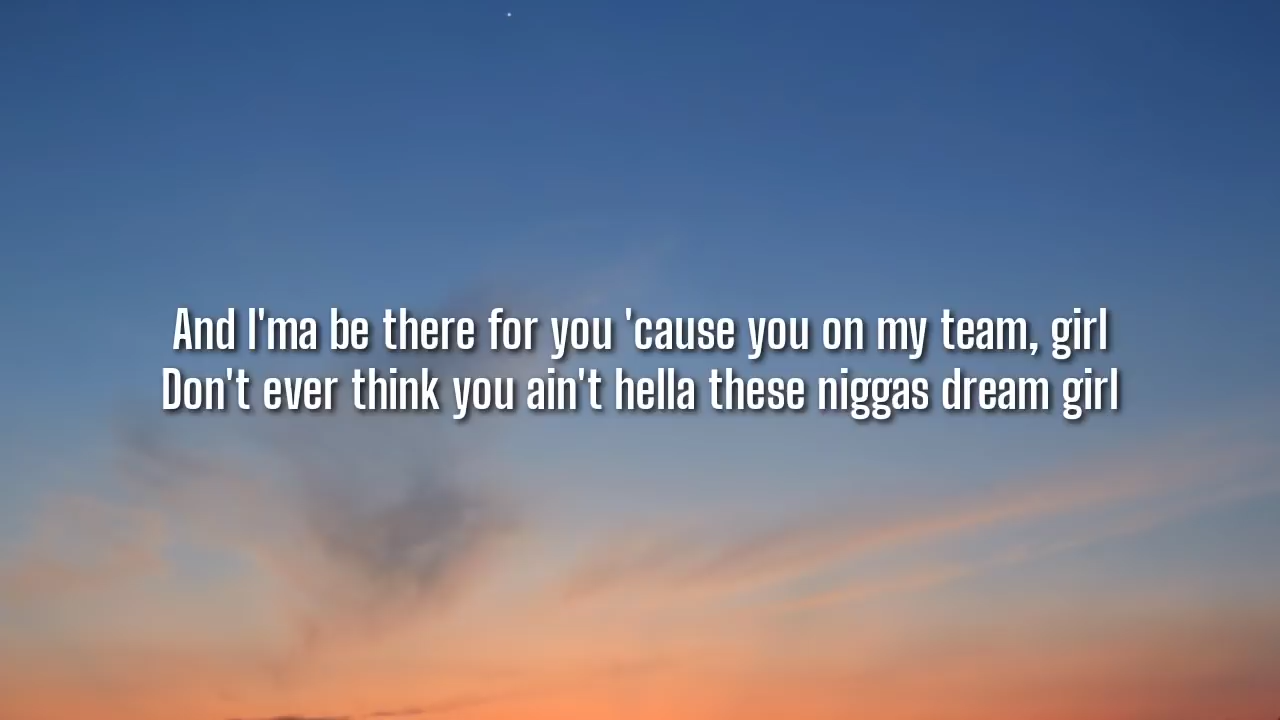 And I'ma be there for you 'cause you on my team, girl
Don't ever think you ain't hella these niggas dream girl